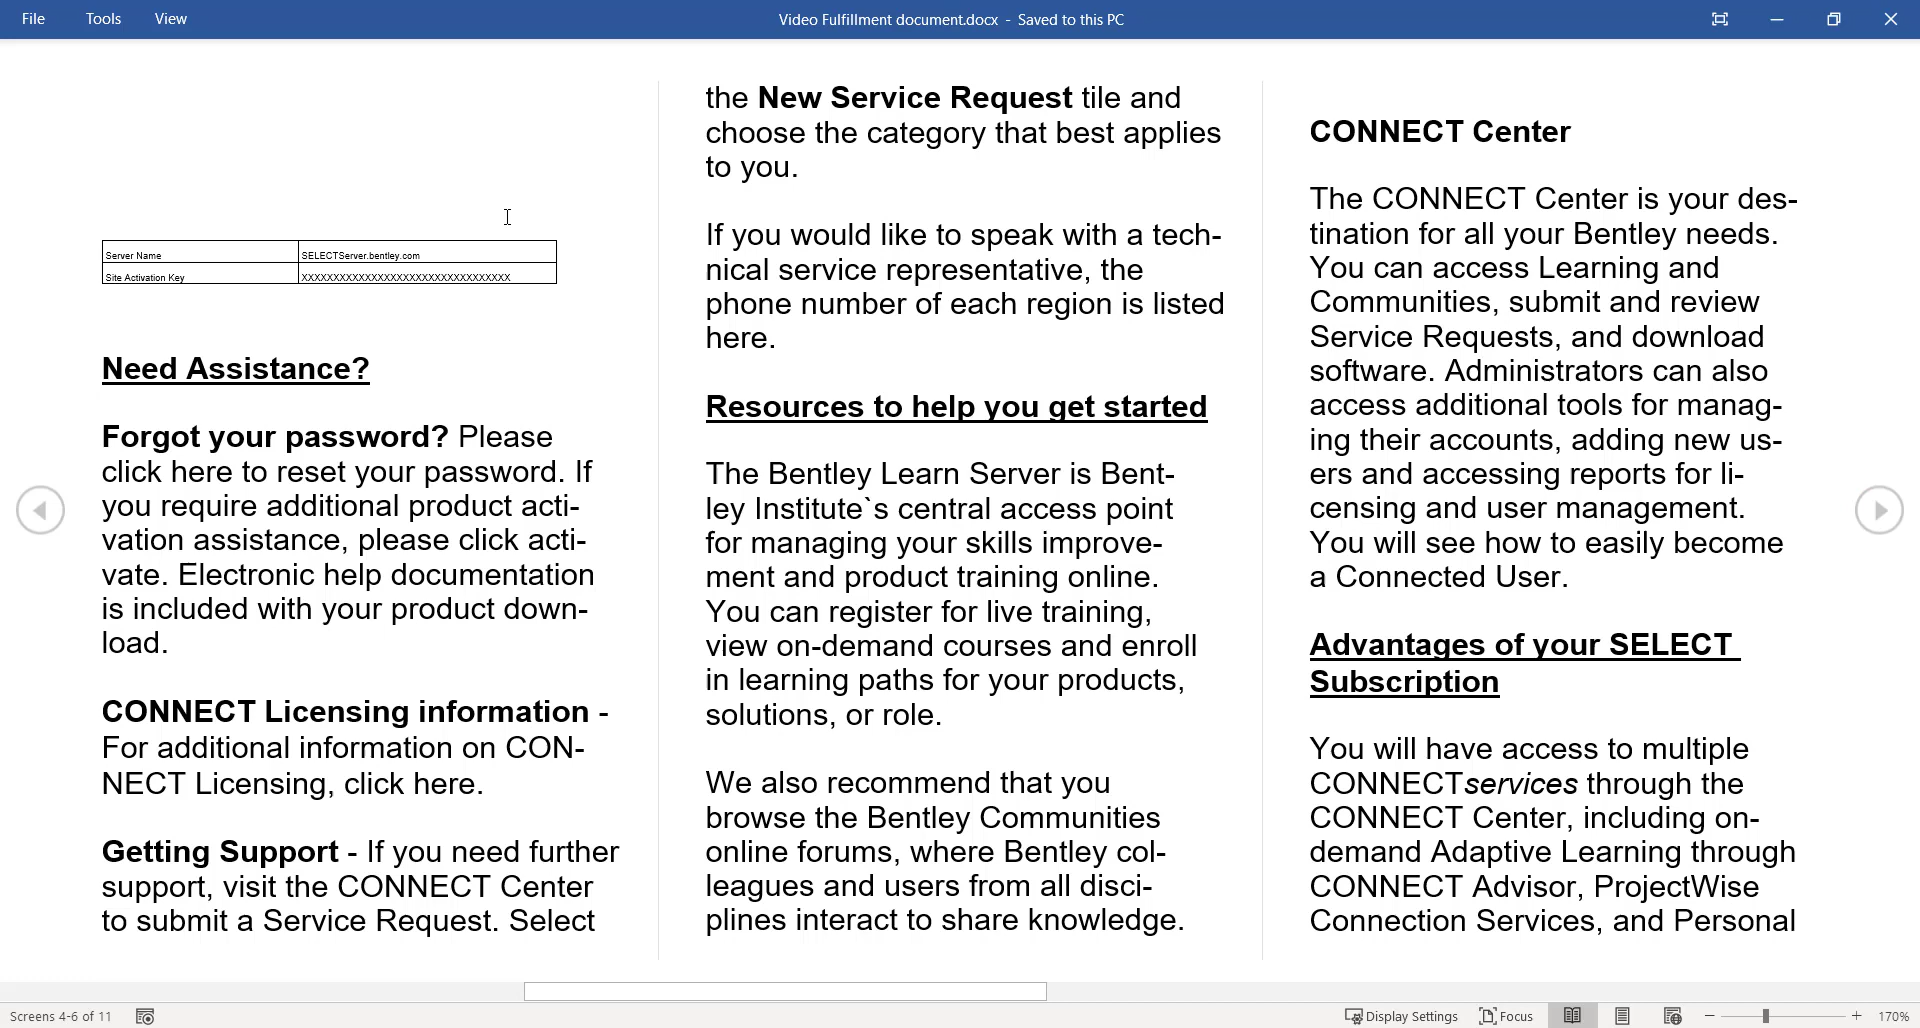 File Tools View Video Fulfillment document.docx - Saved to this PC
Server Name SELECTServer.bentley.com
Site Activation Key XXXXXXXXXXXXXXXXXXXXXXXXXXXXXXXXX
Need Assistance?
Forgot your password? Please
click here to reset your password. If
you require additional product acti-
vation assistance, please click acti-
vate. Electronic help documentation
is included with your product down-
load.
CONNECT Licensing information -
For additional information on CON-
NECT Licensing, click here.
Getting Support - If you need further
support, visit the CONNECT Center
to submit a Service Request. Select
the New Service Request tile and
choose the category that best applies
to you.
If you would like to speak with a tech-
nical service representative, the
phone number of each region is listed
here.
Resources to help you get started
The Bentley Learn Server is Bent-
ley Institute`s central access point
for managing your skills improve-
ment and product training online.
You can register for live training,
view on-demand courses and enroll
in learning paths for your products,
solutions, or role.
We also recommend that you
browse the Bentley Communities
online forums, where Bentley col-
leagues and users from all disci-
plines interact to share knowledge.
CONNECT Center
The CONNECT Center is your des-
tination for all your Bentley needs.
You can access Learning and
Communities, submit and review
Service Requests, and download
software. Administrators can also
access additional tools for manag-
ing their accounts, adding new us-
ers and accessing reports for li-
censing and user management.
You will see how to easily become
a Connected User.
Advantages of your SELECT
Subscription
You will have access to multiple
CONNECTservices through the
CONNECT Center, including on-
demand Adaptive Learning through
CONNECT Advisor, ProjectWise
Connection Services, and Personal
Screens 4-6 of 11 Display Settings Focus 170%